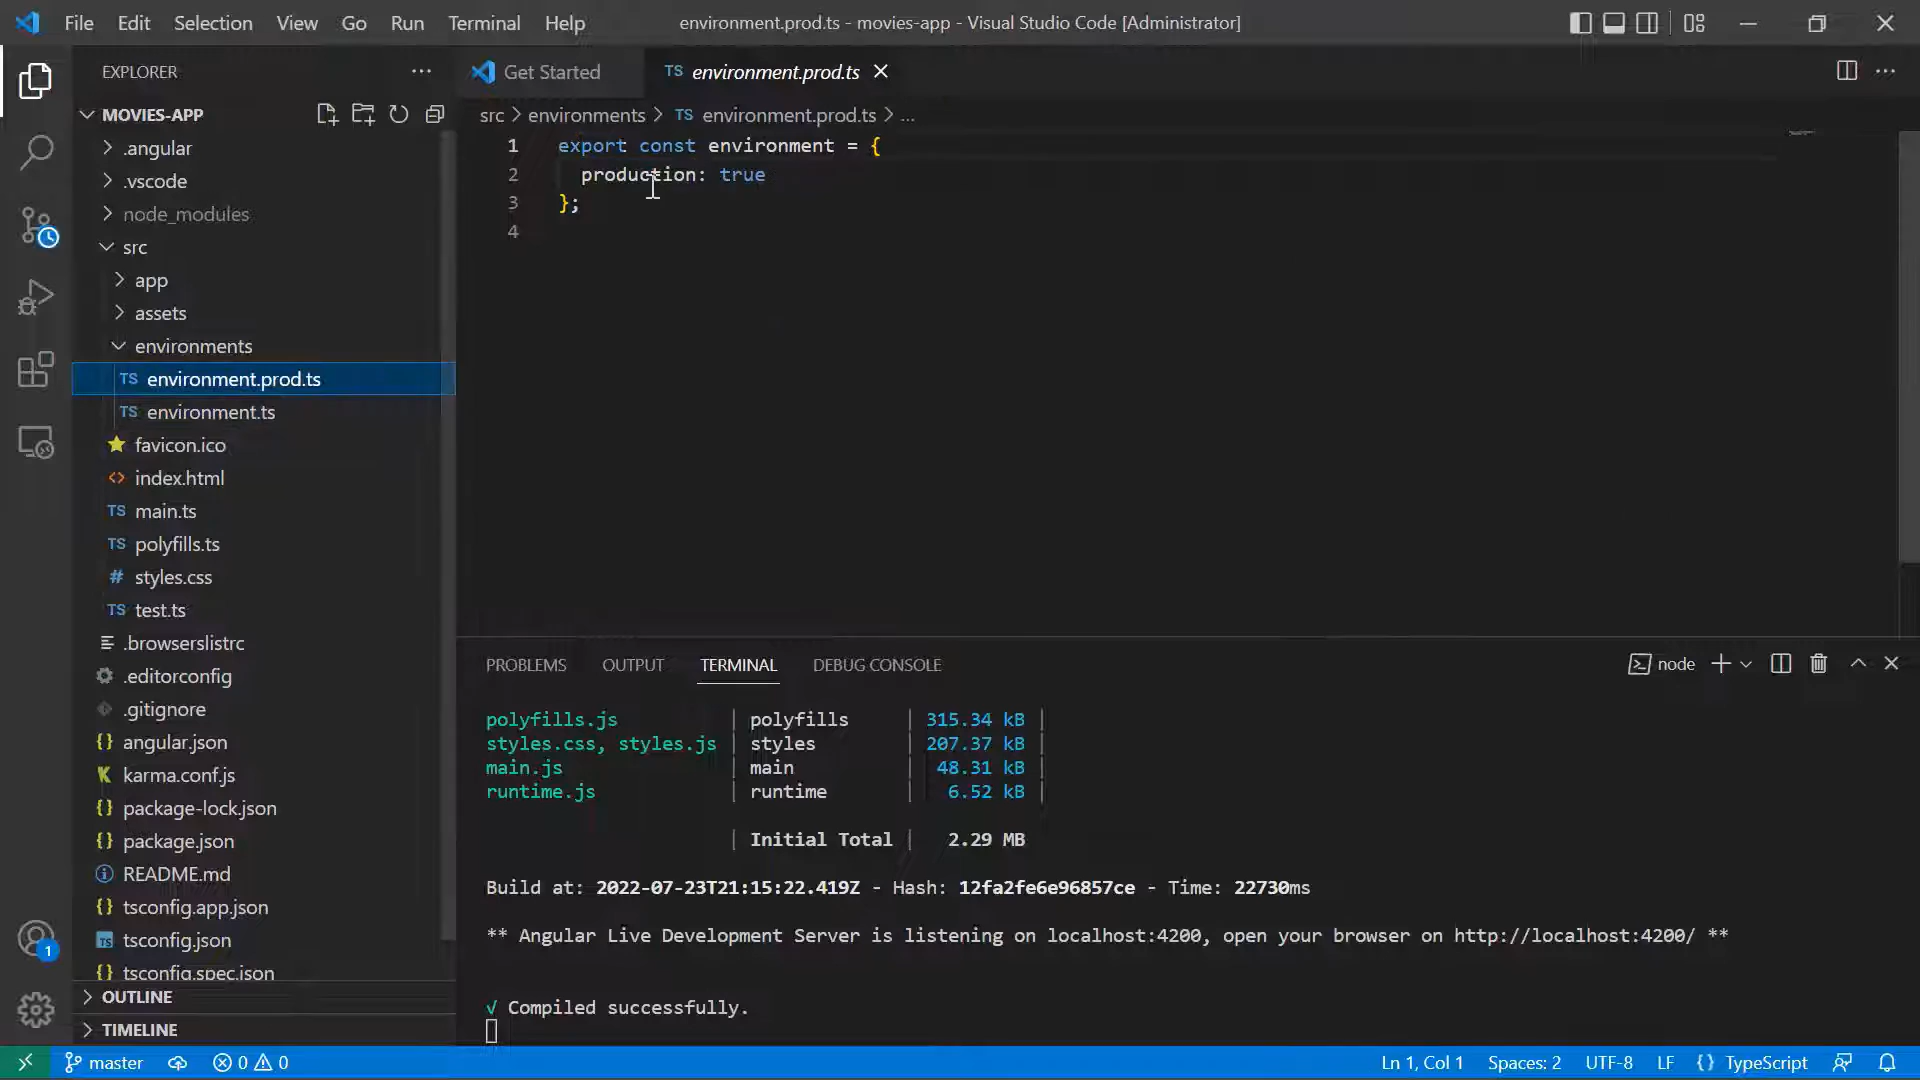 File Edit Selection View Go Run Terminal Help
environment.prod.ts - movies-app - Visual Studio Code [Administrator]
EXPLORER
MOVIES-APP
.angular
.vscode
node_modules
src
app
assets
environments
TS environment.prod.ts
TS environment.ts
favicon.ico
<> index.html
TS main.ts
TS polyfills.ts
# styles.css
TS test.ts
.browserslistrc
.editorconfig
.gitignore
{} angular.json
K karma.conf.js
{} package-lock.json
{} package.json
README.md
{} tsconfig.app.json
TS tsconfig.json
{} tsconfig.spec.json
OUTLINE
TIMELINE
1
Get Started
TS environment.prod.ts
src > environments > TS environment.prod.ts > ...
1 export const environment = {
2 production: true
3 };
4
PROBLEMS OUTPUT TERMINAL DEBUG CONSOLE
node
polyfills.js | polyfills | 315.34 kB |
styles.css, styles.js | styles | 207.37 kB |
main.js | main | 48.31 kB |
runtime.js | runtime | 6.52 kB |
| Initial Total | 2.29 MB
Build at: 2022-07-23T21:15:22.419Z - Hash: 12fa2fe6e96857ce - Time: 22730ms
** Angular Live Development Server is listening on localhost:4200, open your browser on http://localhost:4200/ **
√ Compiled successfully.
master 0 0
Ln 1, Col 1 Spaces: 2 UTF-8 LF {} TypeScript